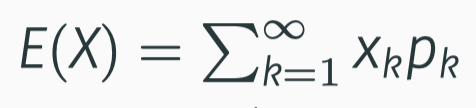 E(X) = ∑_{k=1}^{∞} x_k p_k